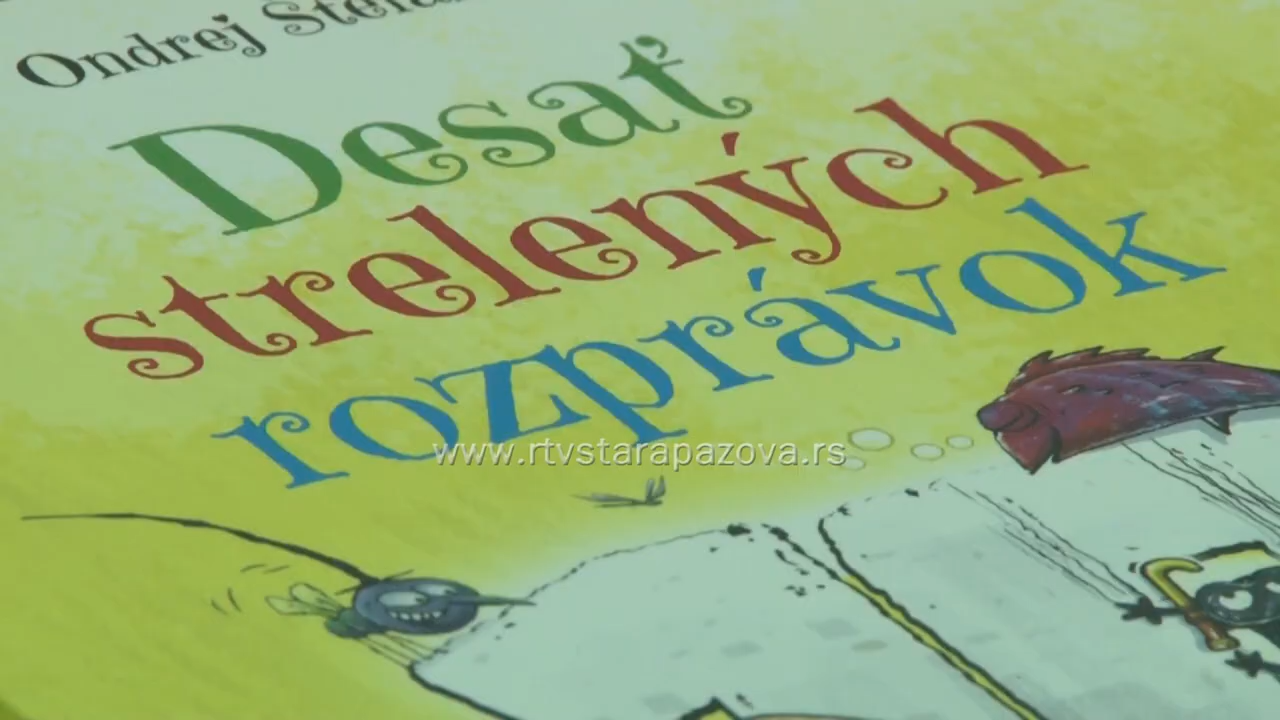 Ondrej
Desať
strelených
rozprávok
www.rtvstarapazova.rs